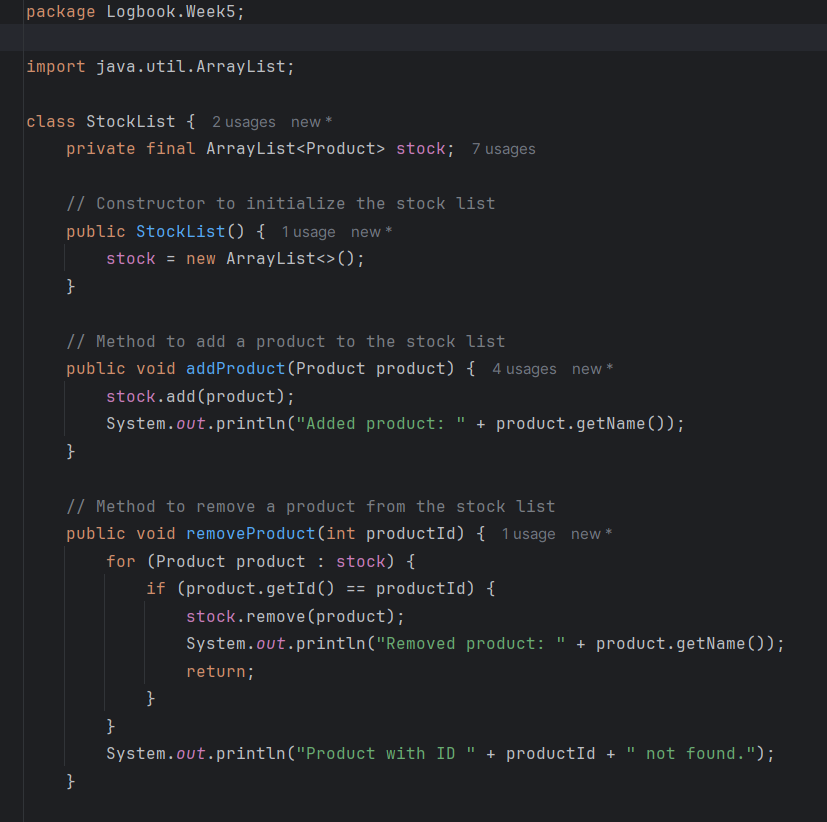 package Logbook.Week5;
import java.util.ArrayList;
class StockList {  2 usages  new *
    private final ArrayList<Product> stock;  7 usages
    // Constructor to initialize the stock list
    public StockList() {  1 usage  new *
        stock = new ArrayList<>();
    }
    // Method to add a product to the stock list
    public void addProduct(Product product) {  4 usages  new *
        stock.add(product);
        System.out.println("Added product: " + product.getName());
    }
    // Method to remove a product from the stock list
    public void removeProduct(int productId) {  1 usage  new *
        for (Product product : stock) {
            if (product.getId() == productId) {
                stock.remove(product);
                System.out.println("Removed product: " + product.getName());
                return;
            }
        }
        System.out.println("Product with ID " + productId + " not found.");
    }